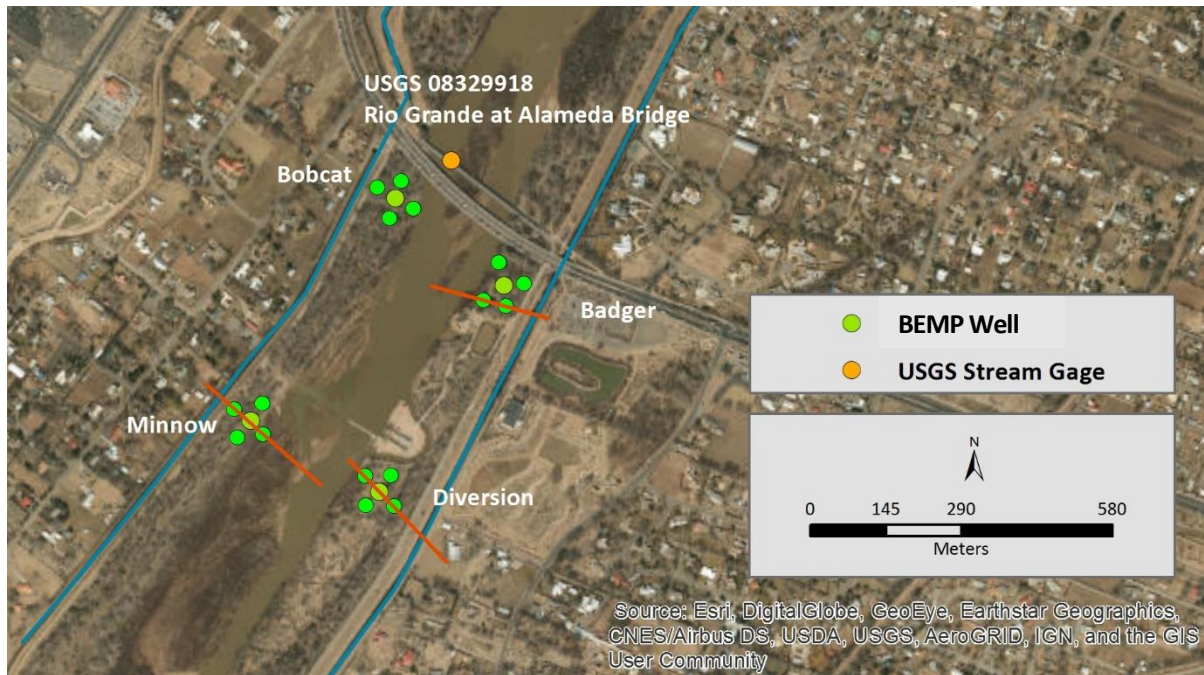 USGS 08329918
Rio Grande at Alameda Bridge
Bobcat
Badger
Minnow
Diversion
BEMP Well
USGS Stream Gage
N
0 145 290 580
Meters
Source: Esri, DigitalGlobe, GeoEye, Earthstar Geographics,
CNES/Airbus DS, USDA, USGS, AeroGRID, IGN, and the GIS
User Community